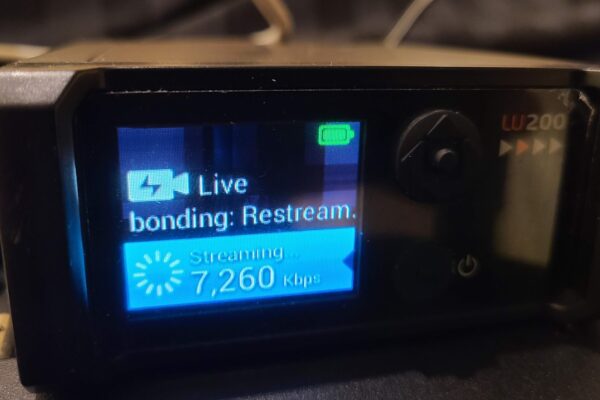 Live
bonding: Restream.
Streaming...
7,260 Kbps
LU200